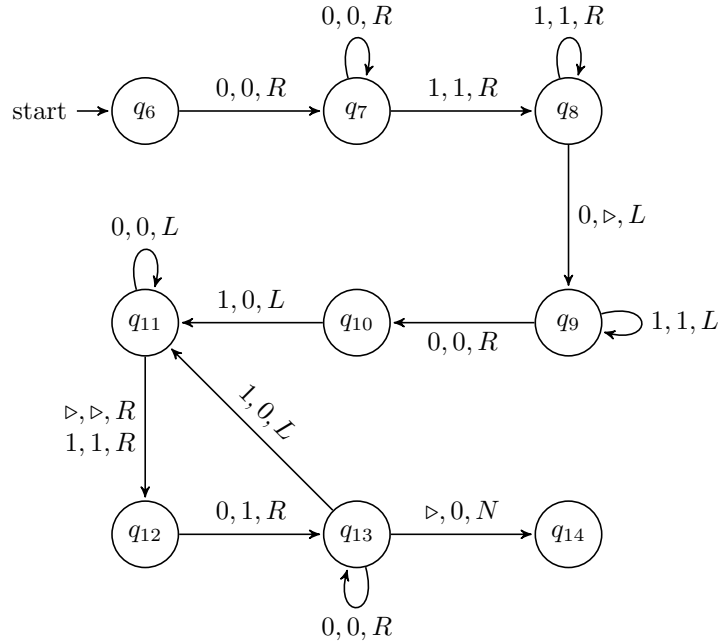 0, 0, R
1, 1, R
start
q6
0, 0, R
q7
1, 1, R
q8
0, ▷, L
0, 0, L
q11
1, 0, L
q10
0, 0, R
q9
1, 1, L
▷, ▷, R
1, 1, R
1, 0, L
q12
0, 1, R
q13
▷, 0, N
q14
0, 0, R